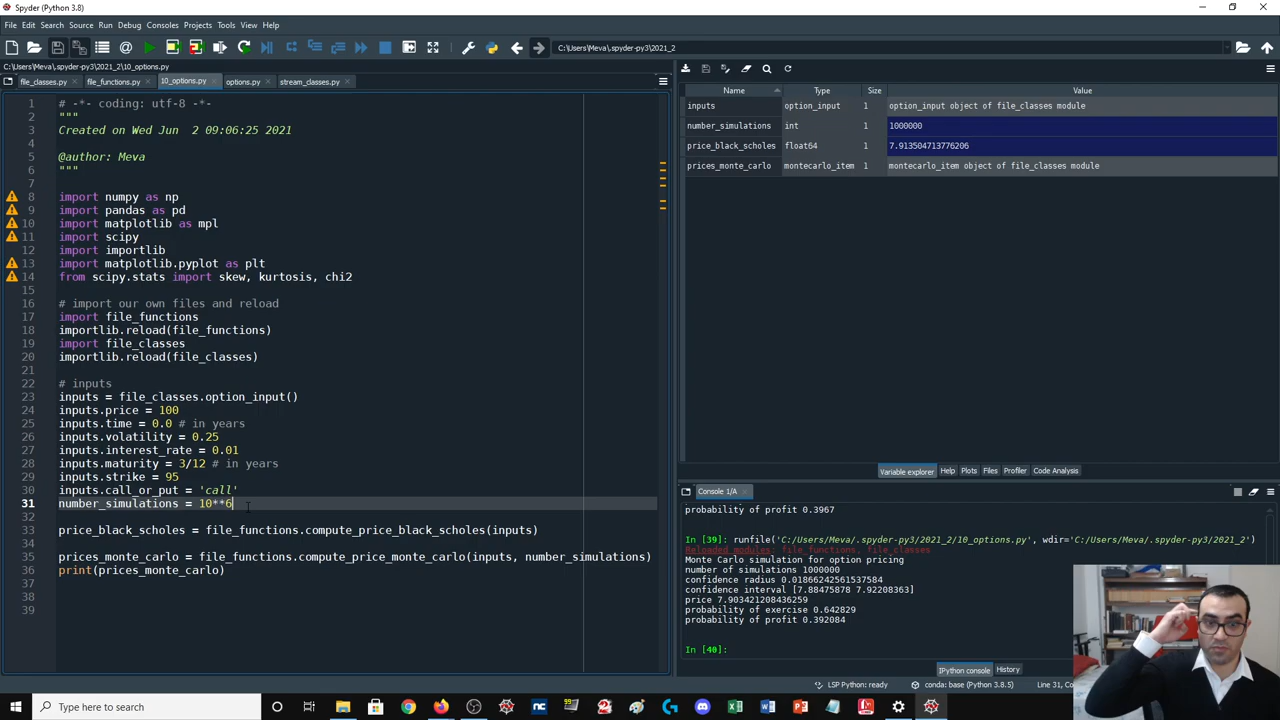 Spyder (Python 3.8)
File Edit Search Source Run Debug Consoles Projects Tools View Help
C:\Users\Meva\.spyder-py3\2021_2
C:\Users\Meva\.spyder-py3\2021_2\10_options.py
file_classes.py file_functions.py 10_options.py options.py stream_classes.py
1 # -*- coding: utf-8 -*-
2 """
3 Created on Wed Jun  2 09:06:25 2021
4
5 @author: Meva
6 """
7
8 import numpy as np
9 import pandas as pd
10 import matplotlib as mpl
11 import scipy
12 import importlib
13 import matplotlib.pyplot as plt
14 from scipy.stats import skew, kurtosis, chi2
15
16 # import our own files and reload
17 import file_functions
18 importlib.reload(file_functions)
19 import file_classes
20 importlib.reload(file_classes)
21
22 # inputs
23 inputs = file_classes.option_input()
24 inputs.price = 100
25 inputs.time = 0.0 # in years
26 inputs.volatility = 0.25
27 inputs.interest_rate = 0.01
28 inputs.maturity = 3/12 # in years
29 inputs.strike = 95
30 inputs.call_or_put = 'call'
31 number_simulations = 10**6
32
33 price_black_scholes = file_functions.compute_price_black_scholes(inputs)
34
35 prices_monte_carlo = file_functions.compute_price_monte_carlo(inputs, number_simulations)
36 print(prices_monte_carlo)
37
38
39
Name Type Size Value
inputs option_input 1 option_input object of file_classes module
number_simulations int 1 1000000
price_black_scholes float64 1 7.913504713776206
prices_monte_carlo montecarlo_item 1 montecarlo_item object of file_classes module
Variable explorer Help Plots Files Profiler Code Analysis
Console 1/A
probability of profit 0.3967
In [39]: runfile('C:/Users/Meva/.spyder-py3/2021_2/10_options.py', wdir='C:/Users/Meva/.spyder-py3/2021_2')
Reloaded modules: file_functions, file_classes
Monte Carlo simulation for option pricing
number of simulations 1000000
confidence radius 0.01866242561537584
confidence interval [7.88475878 7.92208363]
price 7.903421208436259
probability of exercise 0.642829
probability of profit 0.392084
In [40]:
IPython console History
LSP Python: ready conda: base (Python 3.8.5) Line 31, Col
Type here to search